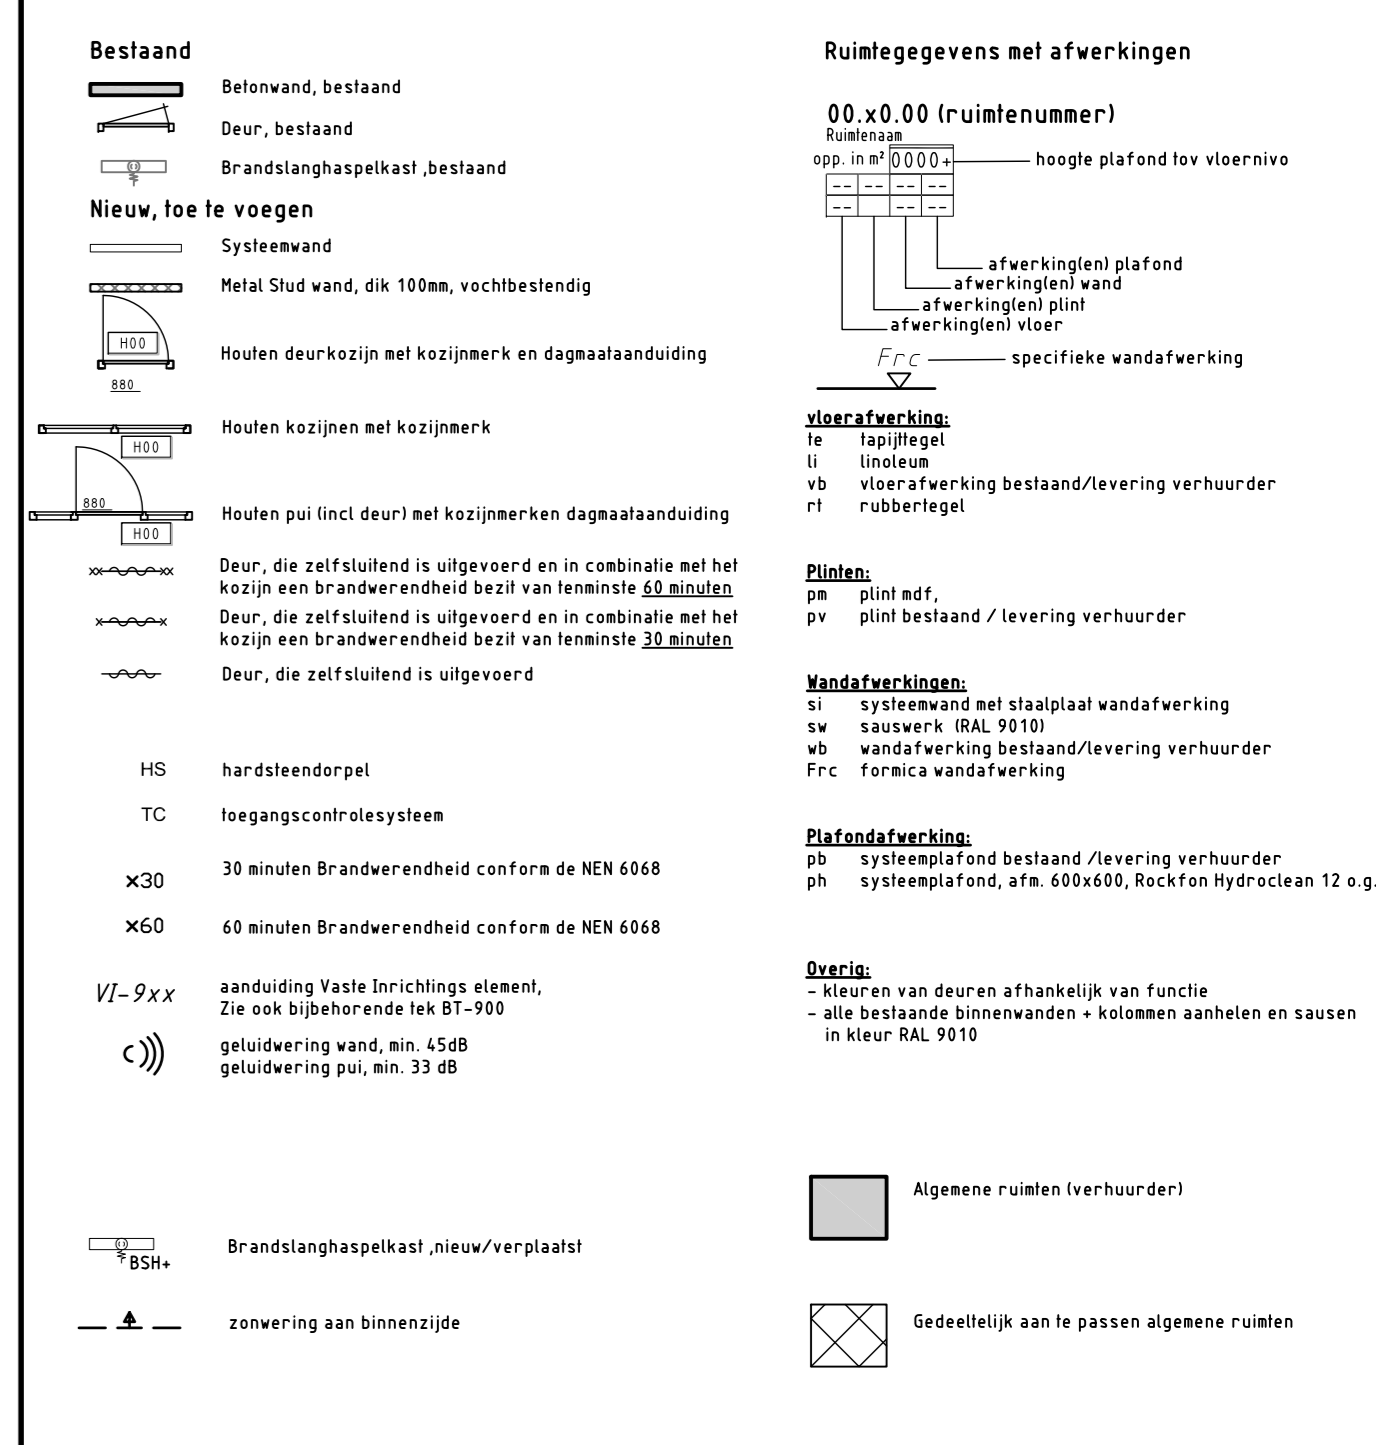 Bestaand
Betonwand, bestaand
Deur, bestaand
Brandslanghaspelkast ,bestaand
Nieuw, toe te voegen
Systeemwand
Metal Stud wand, dik 100mm, vochtbestendig
H00
Houten deurkozijn met kozijnmerk en dagmaataanduiding
880
Houten kozijnen met kozijnmerk
H00
880
Houten pui (incl deur) met kozijnmerken dagmaataanduiding
H00
Deur, die zelfsluitend is uitgevoerd en in combinatie met het
kozijn een brandwerendheid bezit van tenminste 60 minuten
Deur, die zelfsluitend is uitgevoerd en in combinatie met het
kozijn een brandwerendheid bezit van tenminste 30 minuten
Deur, die zelfsluitend is uitgevoerd
HS hardsteendorpel
TC toegangscontrolesysteem
×30 30 minuten Brandwerendheid conform de NEN 6068
×60 60 minuten Brandwerendheid conform de NEN 6068
VI-9xx aanduiding Vaste Inrichtings element,
Zie ook bijbehorende tek BT-900
geluidwering wand, min. 45dB
geluidwering pui, min. 33 dB
Brandslanghaspelkast ,nieuw/verplaatst
BSH+
zonwering aan binnenzijde
Ruimtegegevens met afwerkingen
00.x0.00 (ruimtenummer)
Ruimtenaam
opp. in m² 0000+ hoogte plafond tov vloernivo
-- -- -- --
-- -- --
afwerking(en) plafond
afwerking(en) wand
afwerking(en) plint
afwerking(en) vloer
Frc specifieke wandafwerking
vloerafwerking:
te tapijttegel
li linoleum
vb vloerafwerking bestaand/levering verhuurder
rt rubbertegel
Plinten:
pm plint mdf,
pv plint bestaand / levering verhuurder
Wandafwerkingen:
si systeemwand met staalplaat wandafwerking
sw sauswerk (RAL 9010)
wb wandafwerking bestaand/levering verhuurder
Frc formica wandafwerking
Plafondafwerking:
pb systeemplafond bestaand /levering verhuurder
ph systeemplafond, afm. 600x600, Rockfon Hydroclean 12 o.g.
Overig:
- kleuren van deuren afhankelijk van functie
- alle bestaande binnenwanden + kolommen aanhelen en sausen
in kleur RAL 9010
Algemene ruimten (verhuurder)
Gedeeltelijk aan te passen algemene ruimten